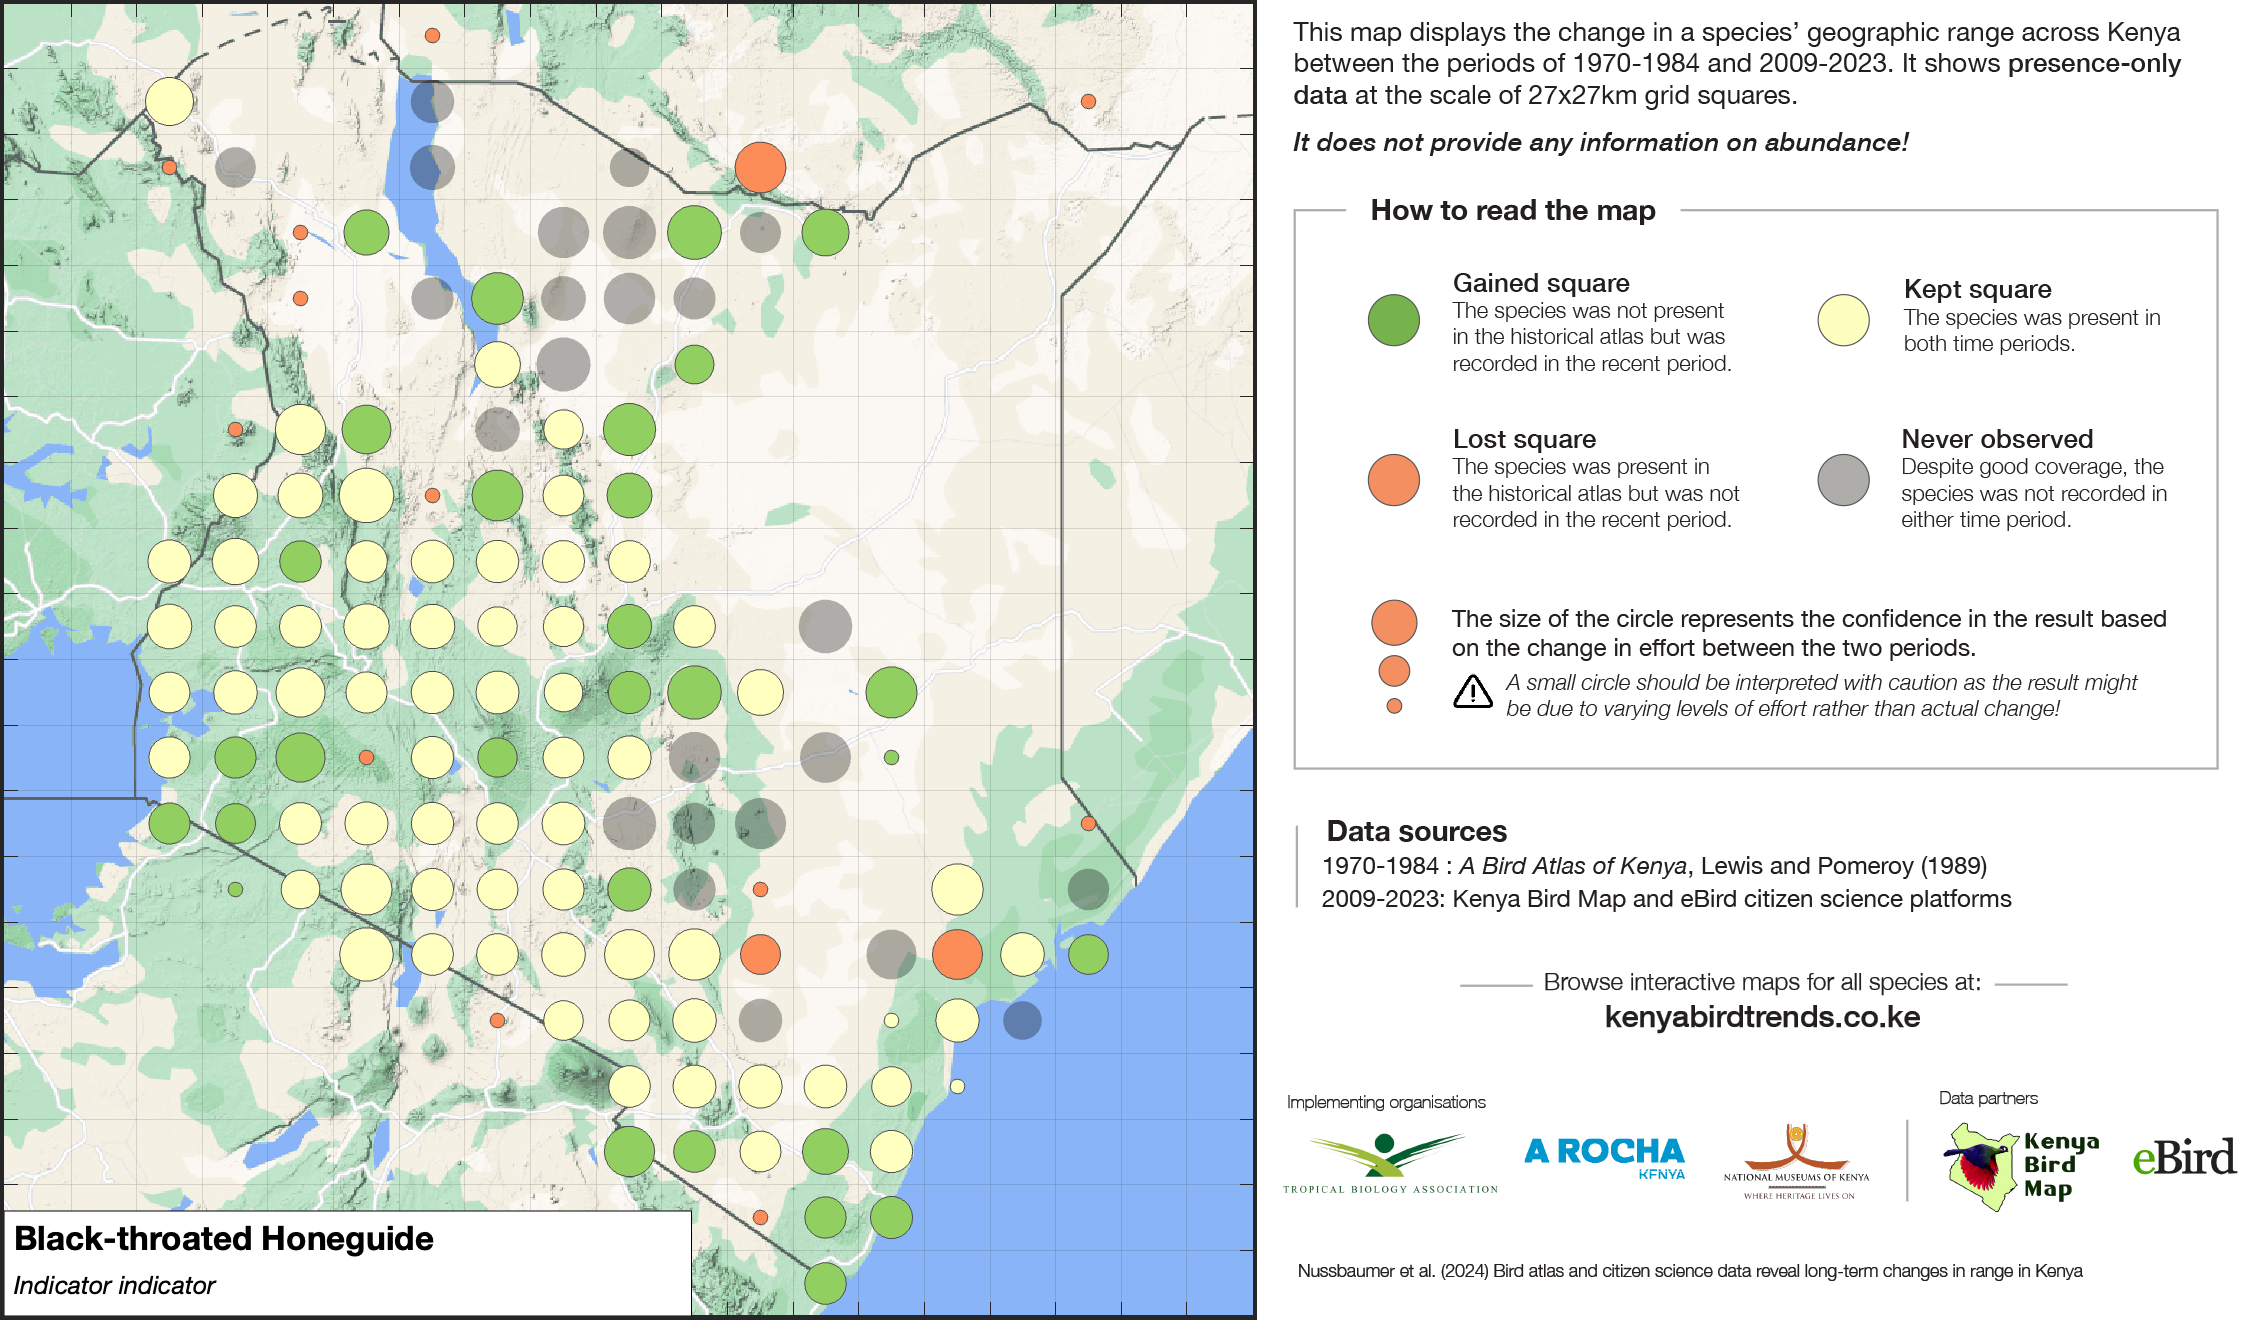 This map displays the change in a species’ geographic range across Kenya
between the periods of 1970-1984 and 2009-2023. It shows presence-only
data at the scale of 27x27km grid squares.
It does not provide any information on abundance!
How to read the map
Gained square
The species was not present
in the historical atlas but was
recorded in the recent period.
Kept square
The species was present in
both time periods.
Lost square
The species was present in
the historical atlas but was not
recorded in the recent period.
Never observed
Despite good coverage, the
species was not recorded in
either time period.
The size of the circle represents the confidence in the result based
on the change in effort between the two periods.
A small circle should be interpreted with caution as the result might
be due to varying levels of effort rather than actual change!
Data sources
1970-1984 : A Bird Atlas of Kenya, Lewis and Pomeroy (1989)
2009-2023: Kenya Bird Map and eBird citizen science platforms
Browse interactive maps for all species at:
kenyabirdtrends.co.ke
Implementing organisations
Data partners
TROPICAL BIOLOGY ASSOCIATION
A ROCHA
KENYA
NATIONAL MUSEUMS OF KENYA
WHERE HERITAGE LIVES ON
Kenya
Bird
Map
eBird
Black-throated Honeguide
Indicator indicator
Nussbaumer et al. (2024) Bird atlas and citizen science data reveal long-term changes in range in Kenya